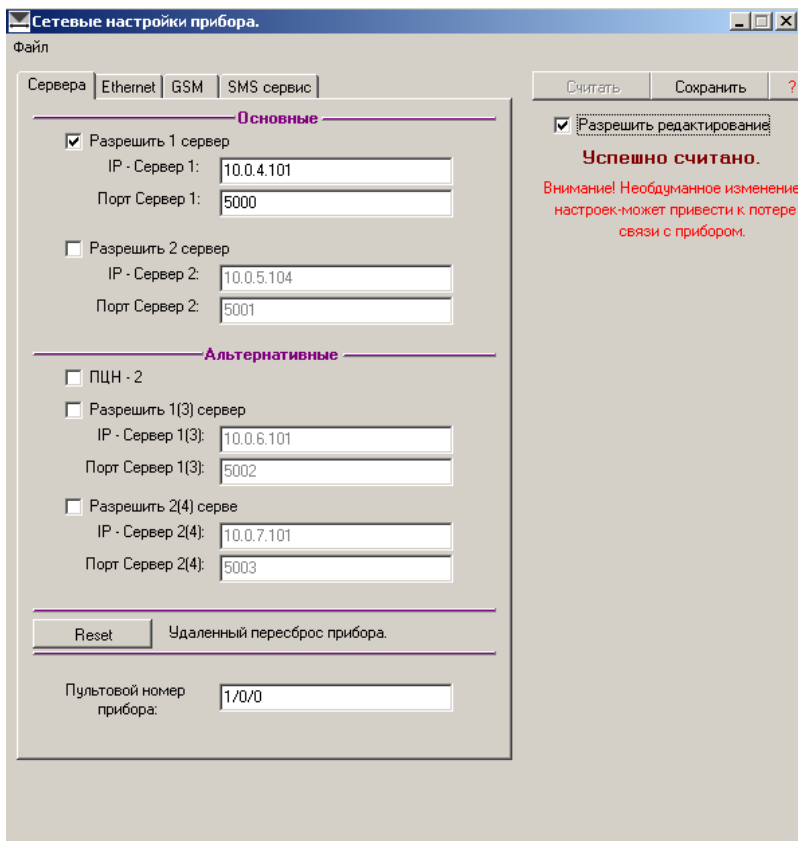 Сетевые настройки прибора.
Файл
Сервера Ethernet GSM SMS сервис
Считать Сохранить ?
Разрешить редактирование
Успешно считано.
Внимание! Необдуманное изменение
настроек-может привести к потере
связи с прибором.
Основные
Разрешить 1 сервер
IP - Сервер 1: 10.0.4.101
Порт Сервер 1: 5000
Разрешить 2 сервер
IP - Сервер 2: 10.0.5.104
Порт Сервер 2: 5001
Альтернативные
ПЦН - 2
Разрешить 1(3) сервер
IP - Сервер 1(3): 10.0.6.101
Порт Сервер 1(3): 5002
Разрешить 2(4) серве
IP - Сервер 2(4): 10.0.7.101
Порт Сервер 2(4): 5003
Reset Удаленный пересброс прибора.
Пультовой номер
прибора: 1/0/0